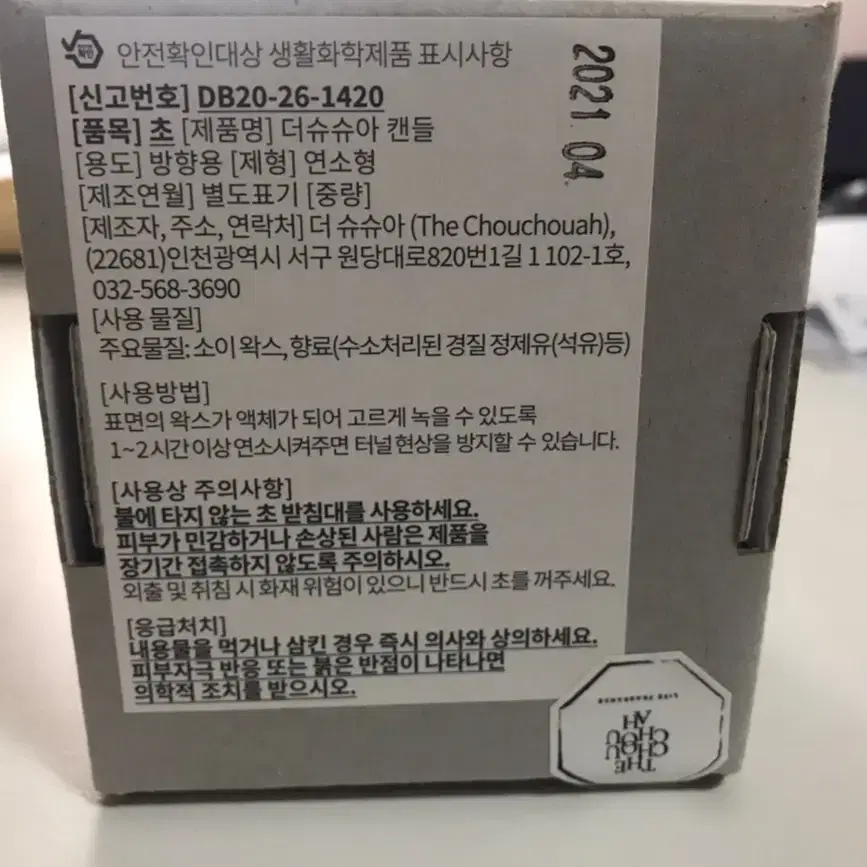 안전확인대상 생활화학제품 표시사항
2021. 04.
[신고번호] DB20-26-1420
[품목] 초 [제품명] 더슈슈아 캔들
[용도] 방향용 [제형] 연소형
[제조연월] 별도표기 [중량]
[제조자, 주소, 연락처] 더 슈슈아 (The Chouchouah),
(22681)인천광역시 서구 원당대로820번1길 1 102-1호,
032-568-3690
[사용 물질]
주요물질: 소이 왁스, 향료(수소처리된 경질 정제유(석유)등)
[사용방법]
표면의 왁스가 액체가 되어 고르게 녹을 수 있도록
1~2시간 이상 연소시켜주면 터널 현상을 방지할 수 있습니다.
[사용상 주의사항]
불에 타지 않는 초 받침대를 사용하세요.
피부가 민감하거나 손상된 사람은 제품을
장기간 접촉하지 않도록 주의하시오.
외출 및 취침 시 화재 위험이 있으니 반드시 초를 꺼주세요.
[응급처치]
내용물을 먹거나 삼킨 경우 즉시 의사와 상의하세요.
피부자극 반응 또는 붉은 반점이 나타나면
의학적 조치를 받으시오.
THE
CHOU
CHOU
AH
LIFE FRAGRANCE